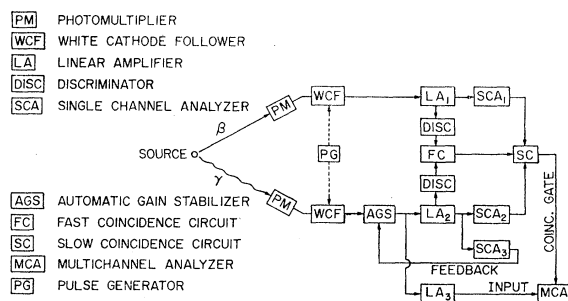 PM PHOTOMULTIPLIER
WCF WHITE CATHODE FOLLOWER
LA LINEAR AMPLIFIER
DISC DISCRIMINATOR
SCA SINGLE CHANNEL ANALYZER
SOURCE
β
γ
PM
PM
WCF
PG
WCF
AGS
LA1
DISC
FC
DISC
LA2
SCA1
SC
SCA2
SCA3
FEEDBACK
LA3
INPUT
MCA
COINC. GATE
AGS AUTOMATIC GAIN STABILIZER
FC FAST COINCIDENCE CIRCUIT
SC SLOW COINCIDENCE CIRCUIT
MCA MULTICHANNEL ANALYZER
PG PULSE GENERATOR